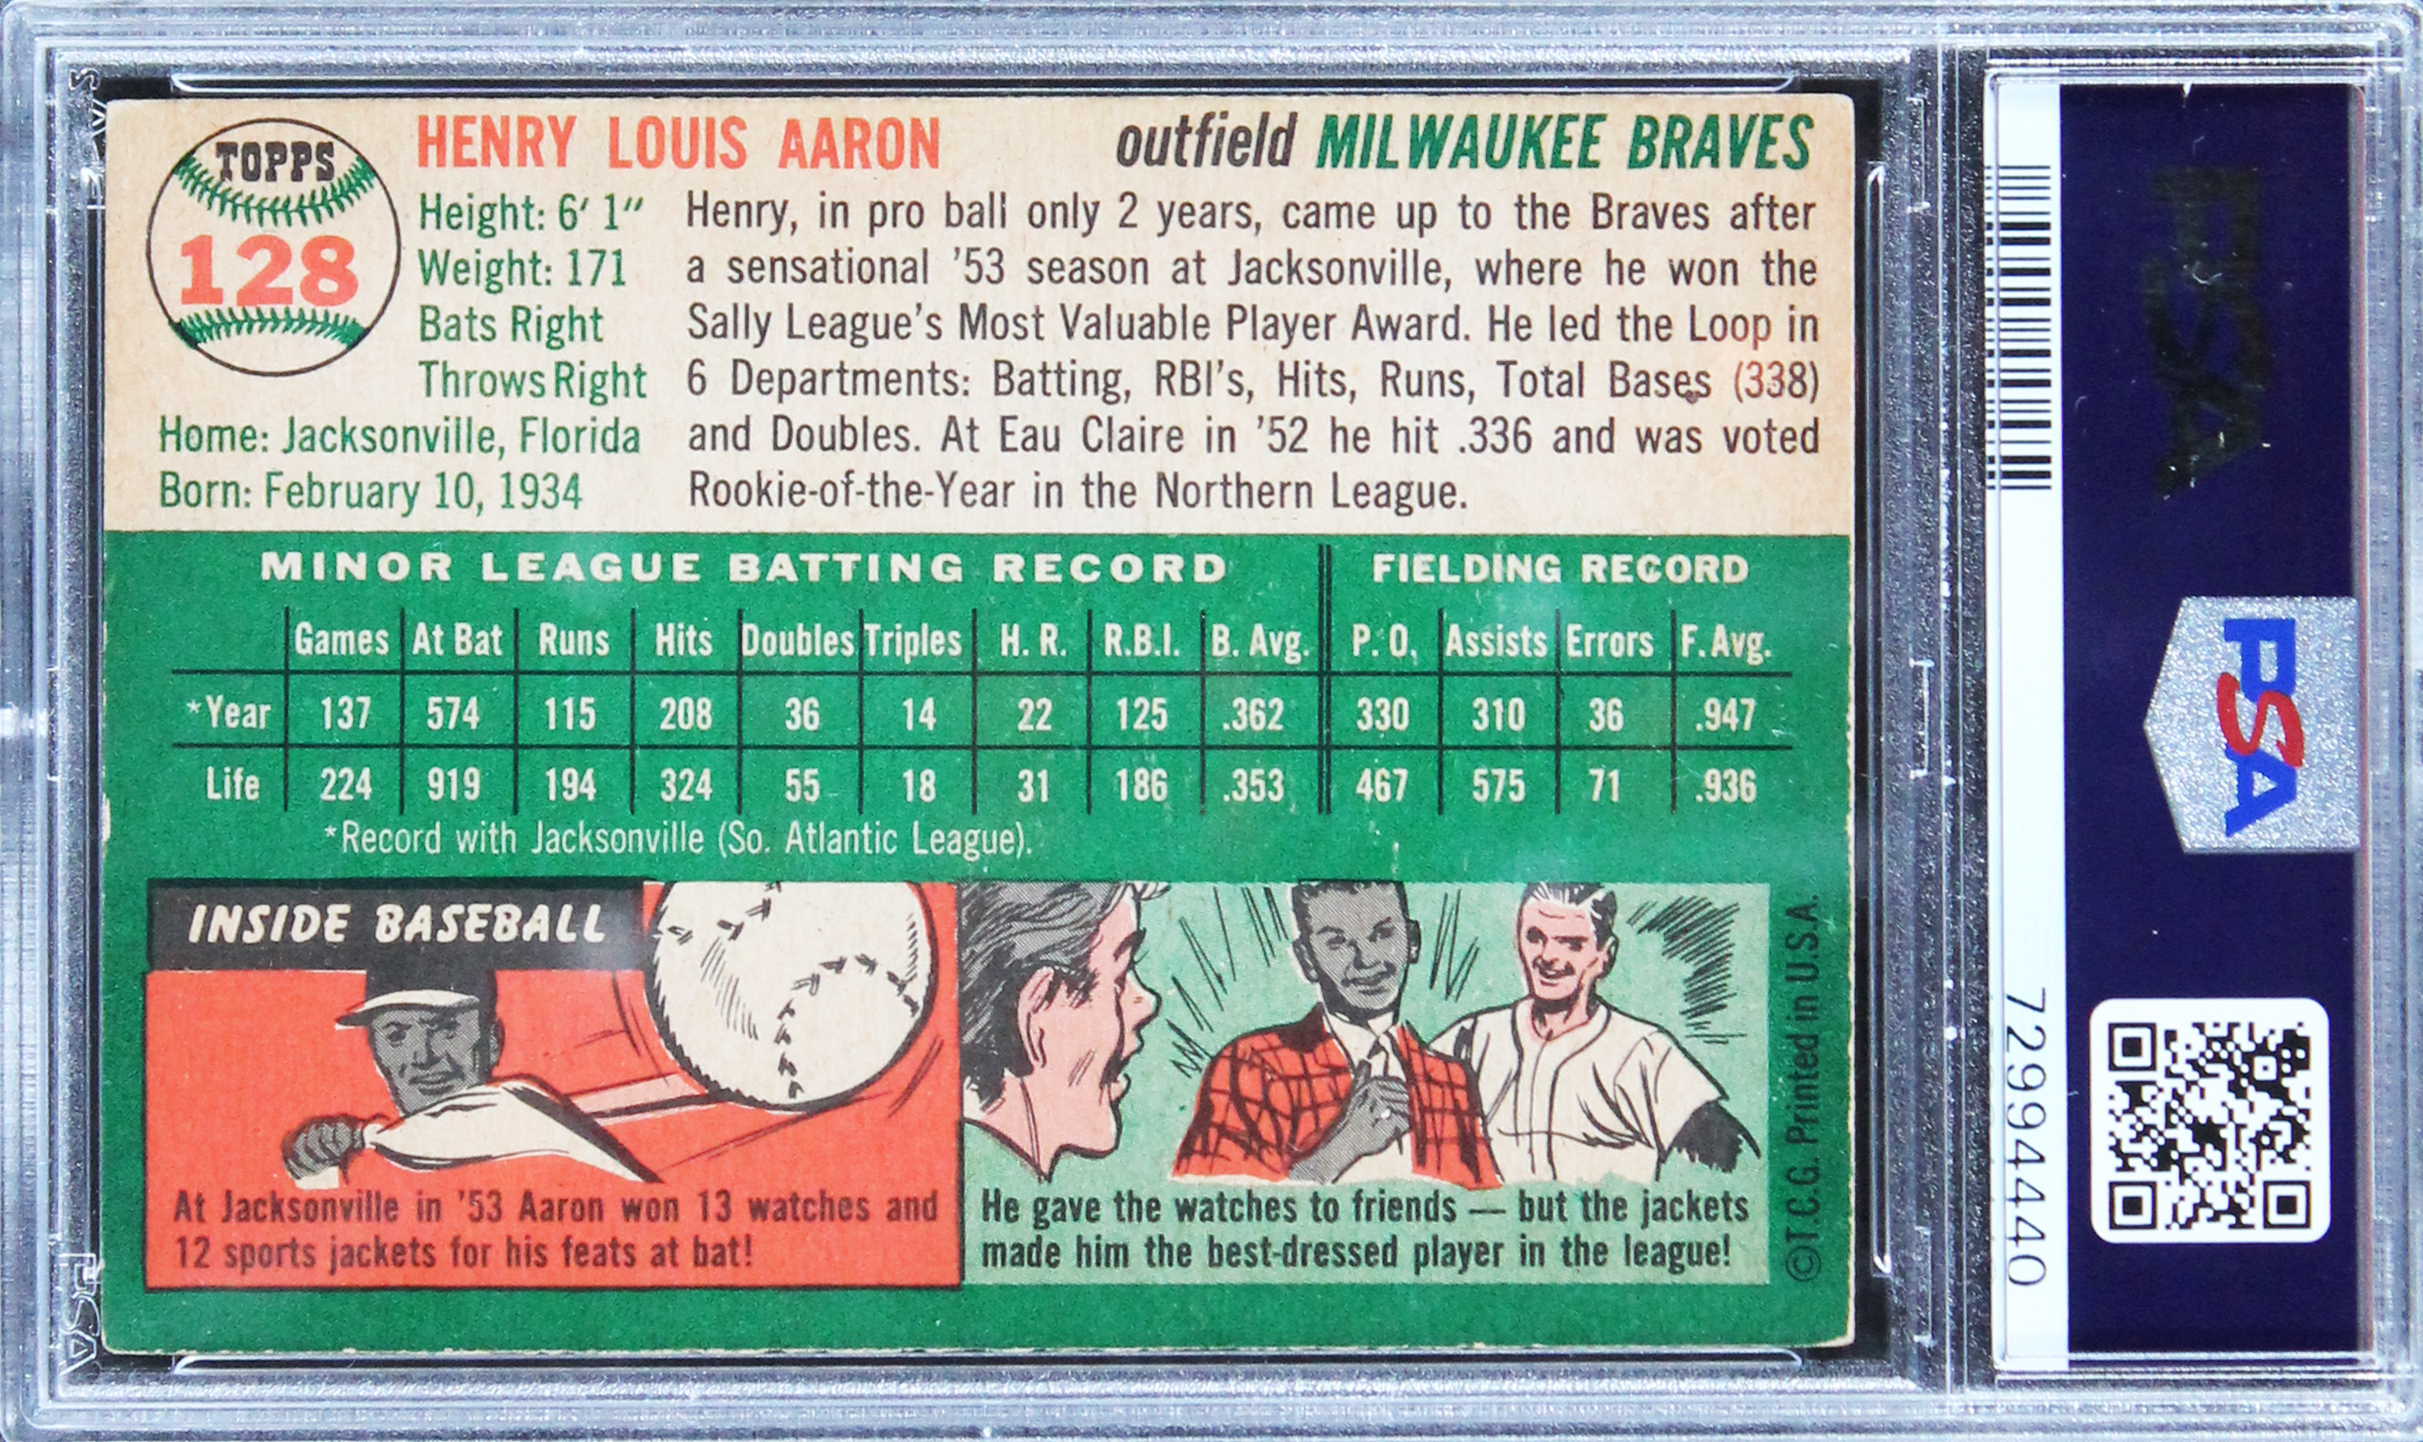 TOPPS
128
HENRY LOUIS AARON
outfield MILWAUKEE BRAVES
Height: 6' 1"
Weight: 171
Bats Right
Throws Right
Home: Jacksonville, Florida
Born: February 10, 1934
Henry, in pro ball only 2 years, came up to the Braves after
a sensational '53 season at Jacksonville, where he won the
Sally League's Most Valuable Player Award. He led the Loop in
6 Departments: Batting, RBI's, Hits, Runs, Total Bases (338)
and Doubles. At Eau Claire in '52 he hit .336 and was voted
Rookie-of-the-Year in the Northern League.
MINOR LEAGUE BATTING RECORD FIELDING RECORD
Games At Bat Runs Hits Doubles Triples H. R. R.B.I. B. Avg. P. O. Assists Errors F. Avg.
*Year 137 574 115 208 36 14 22 125 .362 330 310 36 .947
Life 224 919 194 324 55 18 31 186 .353 467 575 71 .936
*Record with Jacksonville (So. Atlantic League).
INSIDE BASEBALL
At Jacksonville in '53 Aaron won 13 watches and
12 sports jackets for his feats at bat!
He gave the watches to friends — but the jackets
made him the best-dressed player in the league!
©T.C.G. Printed in U.S.A.
72994440
PSA
PSA
PSA